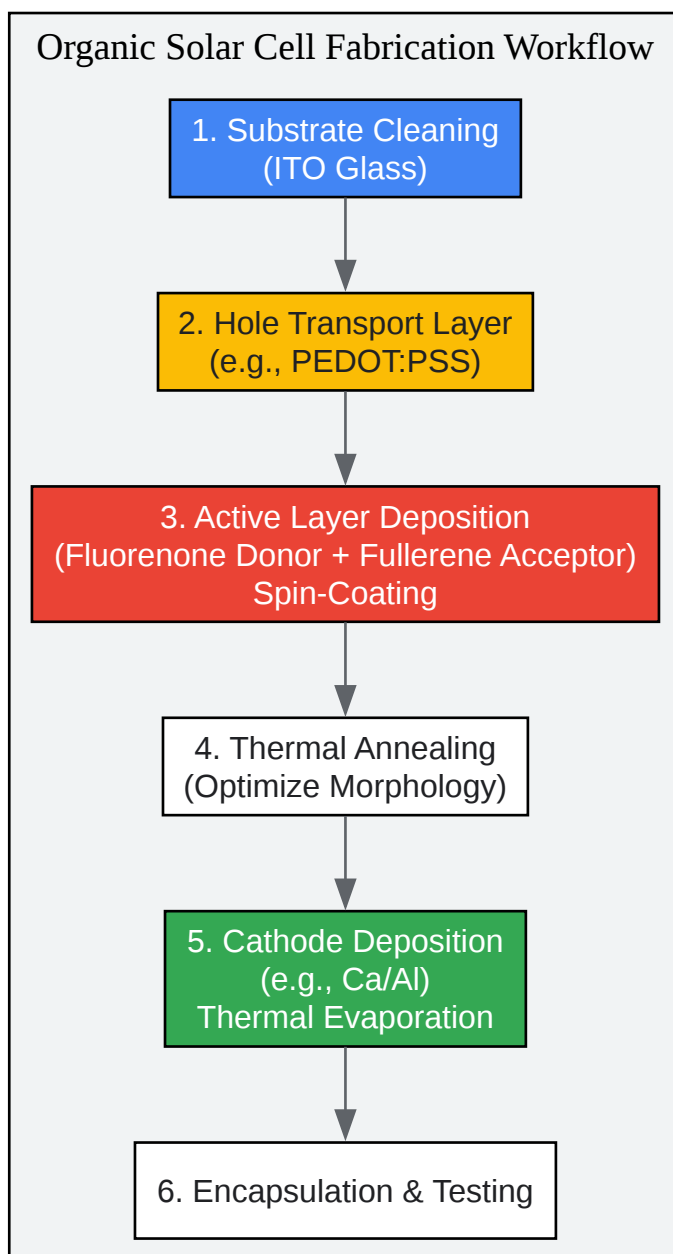 Organic Solar Cell Fabrication Workflow
1. Substrate Cleaning
(ITO Glass)
2. Hole Transport Layer
(e.g., PEDOT:PSS)
3. Active Layer Deposition
(Fluorenone Donor + Fullerene Acceptor)
Spin-Coating
4. Thermal Annealing
(Optimize Morphology)
5. Cathode Deposition
(e.g., Ca/Al)
Thermal Evaporation
6. Encapsulation & Testing